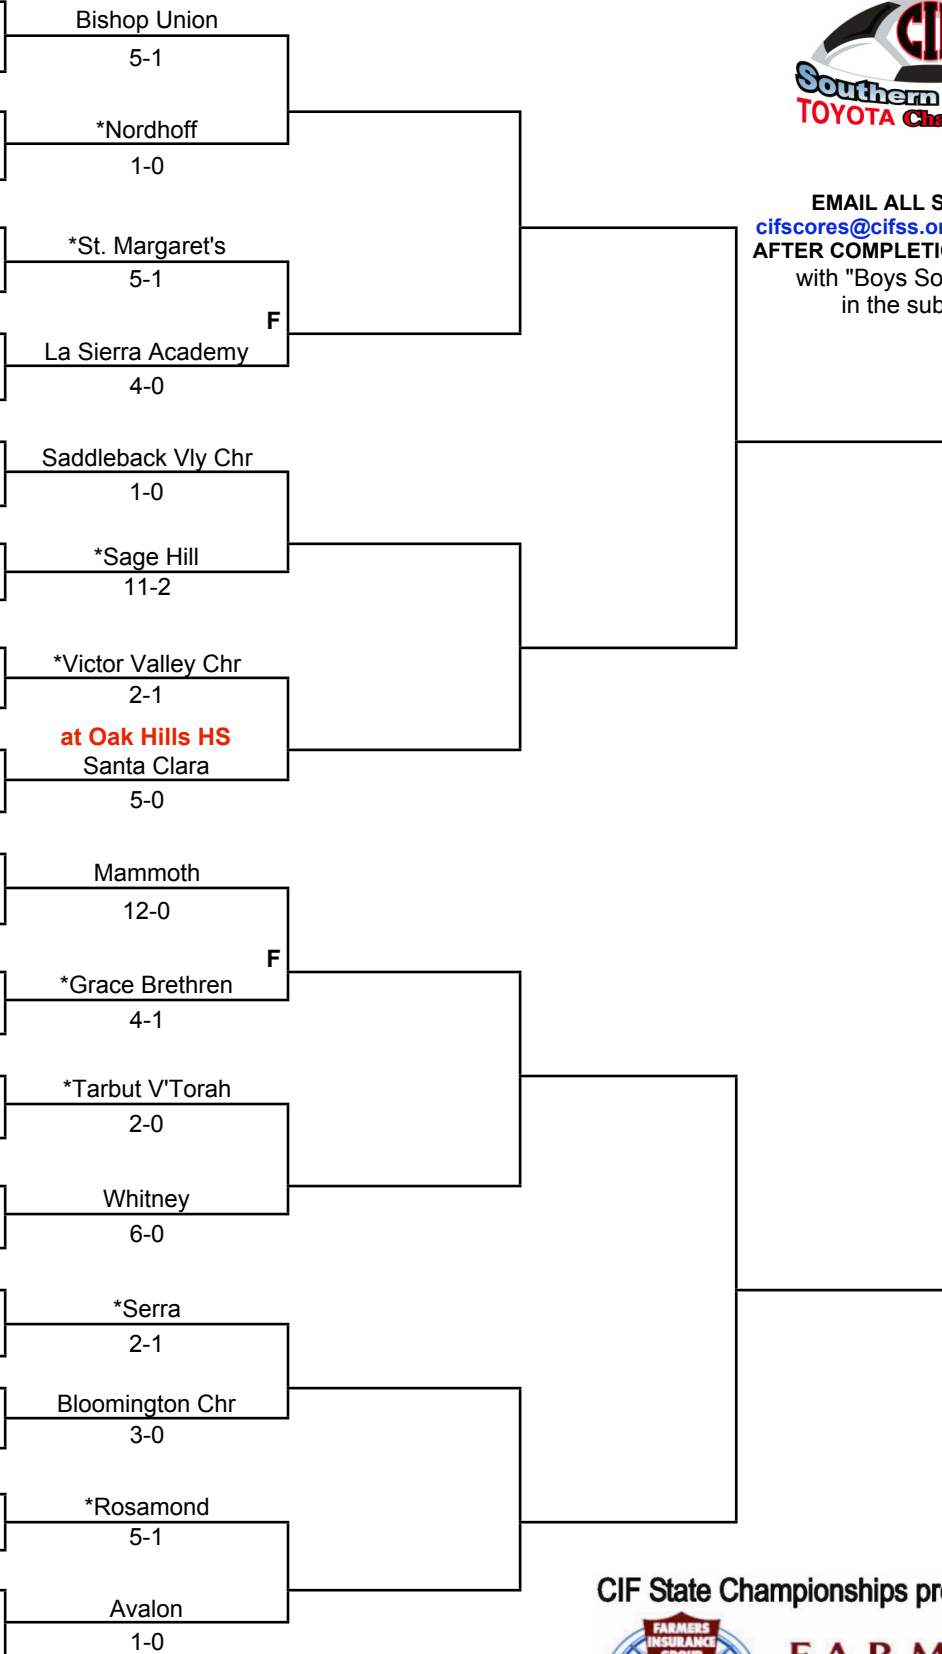 Bishop Union
5-1
*Nordhoff
1-0
*St. Margaret's
5-1
F
La Sierra Academy
4-0
Saddleback Vly Chr
1-0
*Sage Hill
11-2
*Victor Valley Chr
2-1
at Oak Hills HS
Santa Clara
5-0
Mammoth
12-0
F
*Grace Brethren
4-1
*Tarbut V'Torah
2-0
Whitney
6-0
*Serra
2-1
Bloomington Chr
3-0
*Rosamond
5-1
Avalon
1-0
Southern
TOYOTA
EMAIL ALL S
cifscores@cifss.or
AFTER COMPLETI
with "Boys So
in the sub
CIF State Championships pr
FARMERS
INSURANCE